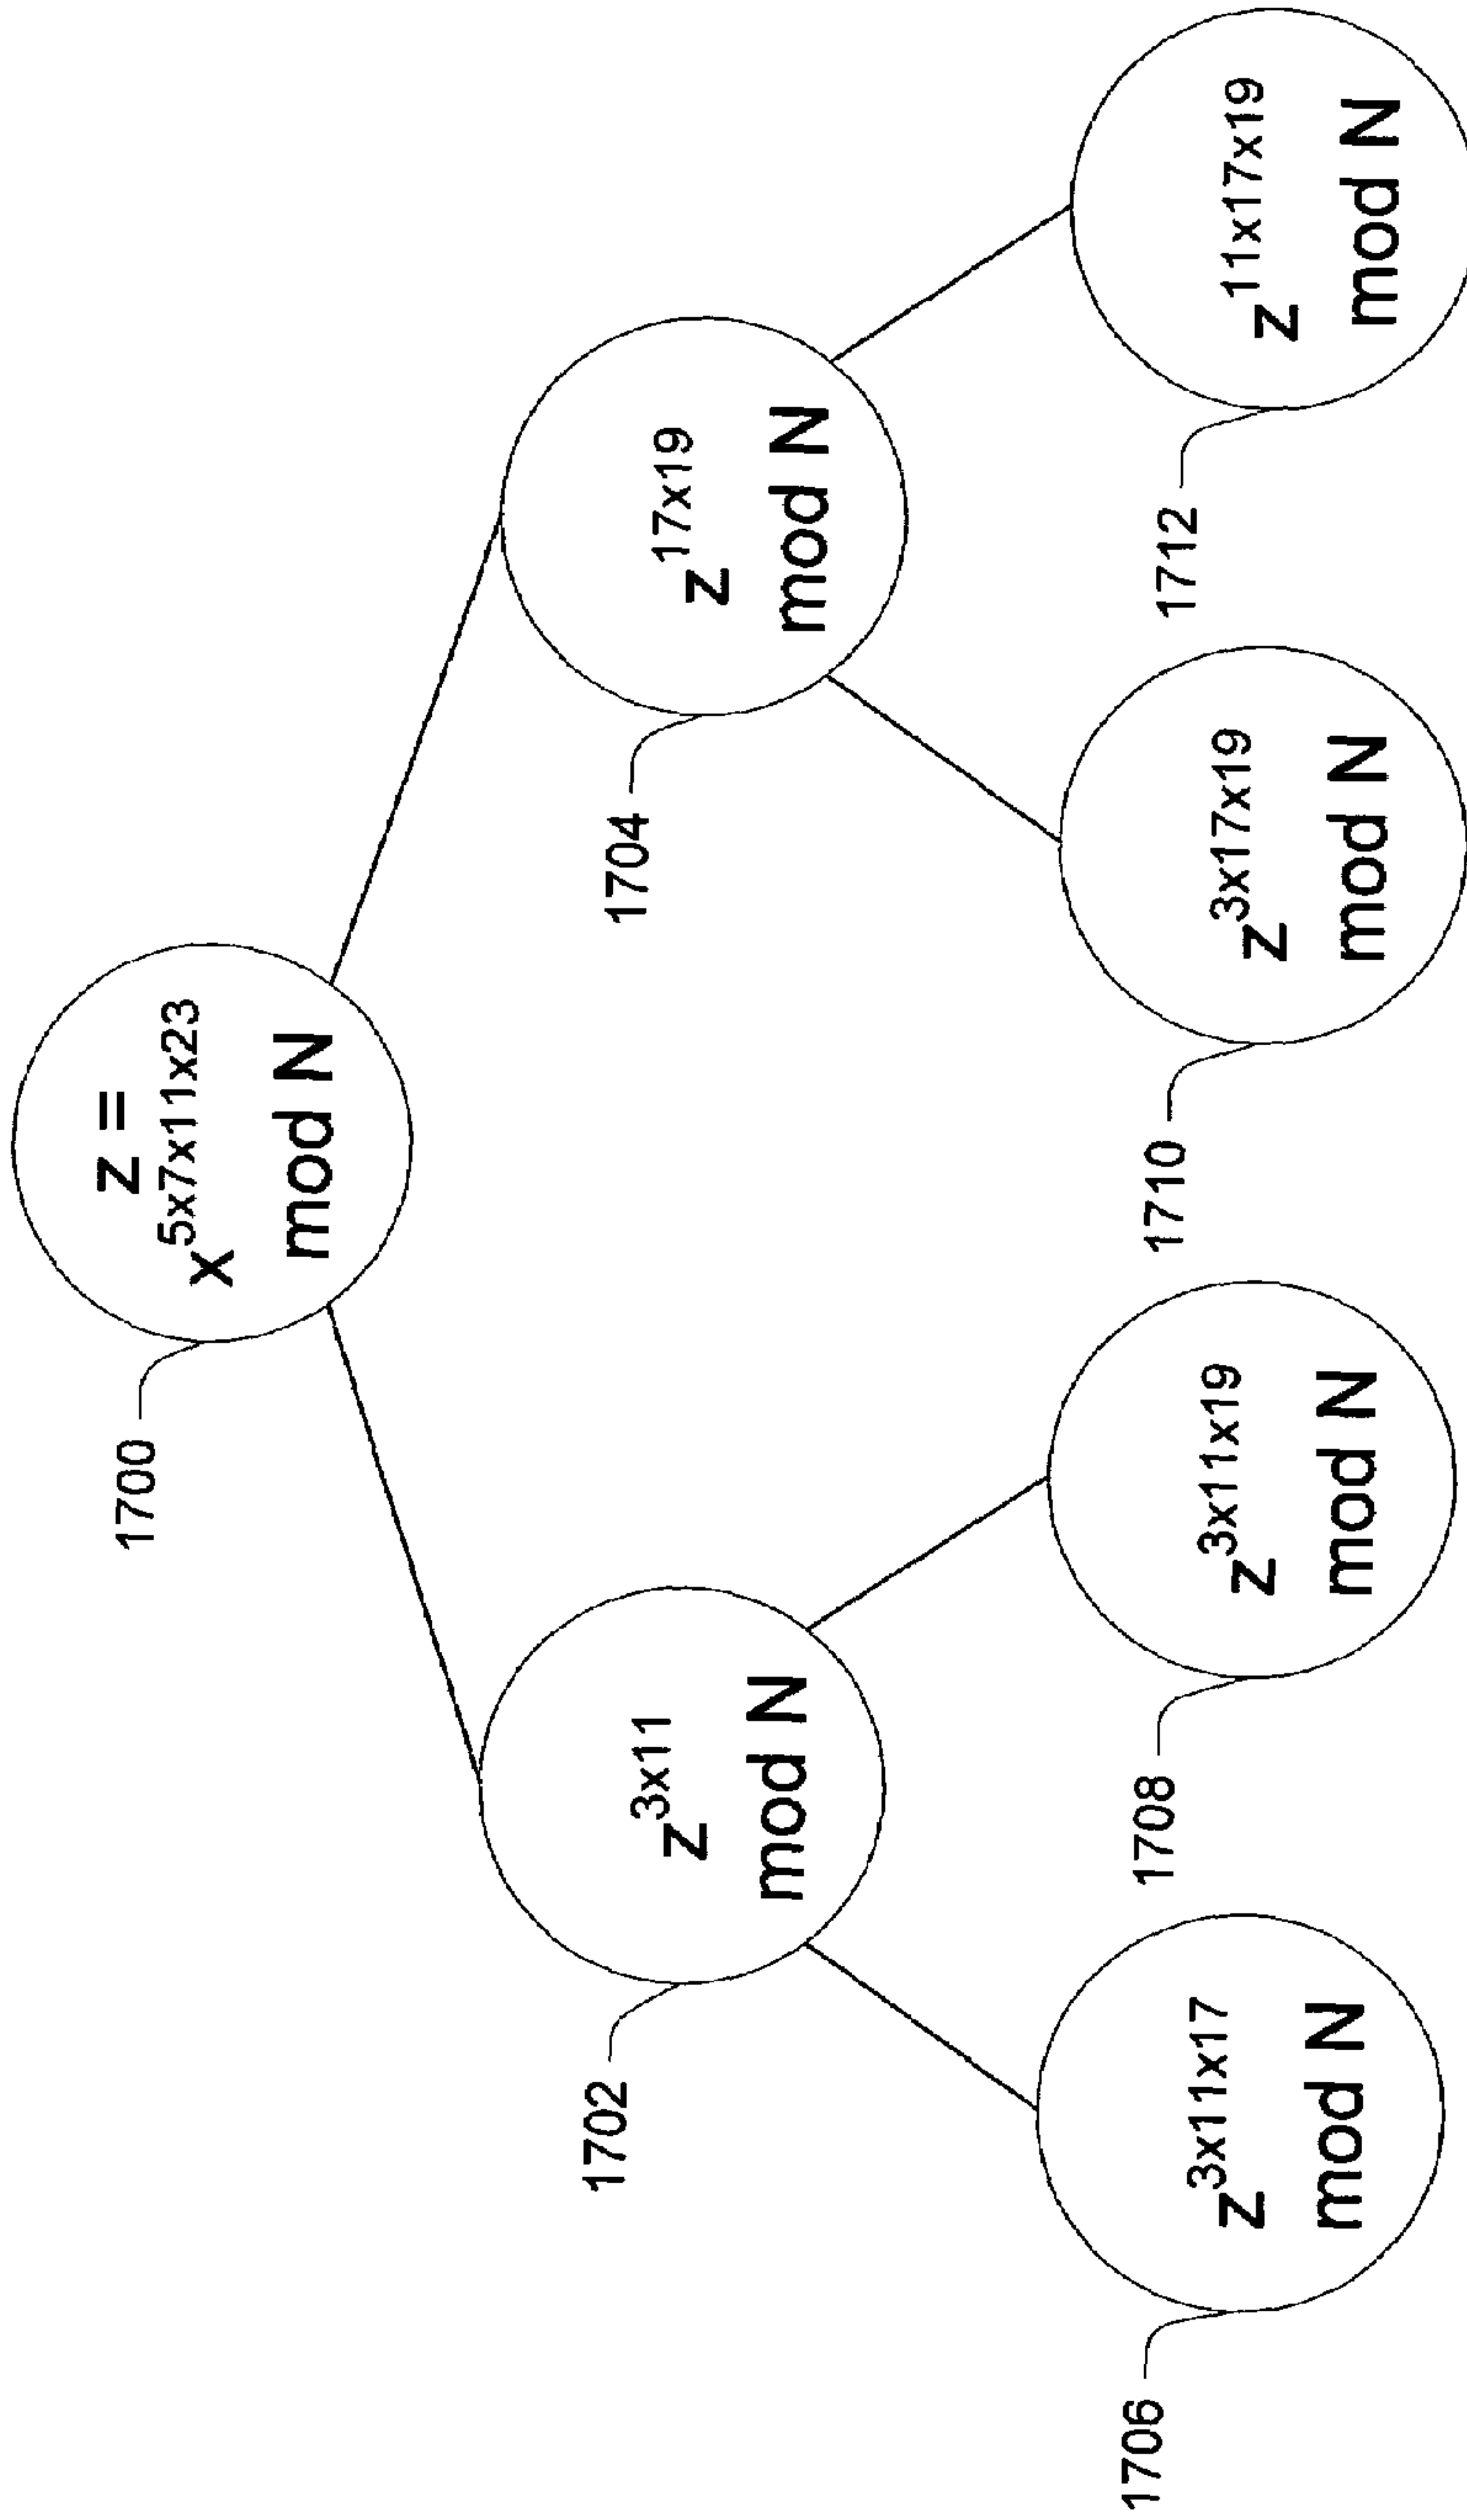 1700
z =
x^5x7x11x23
mod N
1702
z^3x11
mod N
1704
z^17x19
mod N
1706
z^3x11x17
mod N
1708
z^3x11x19
mod N
1710
z^3x17x19
mod N
1712
z^11x17x19
mod N